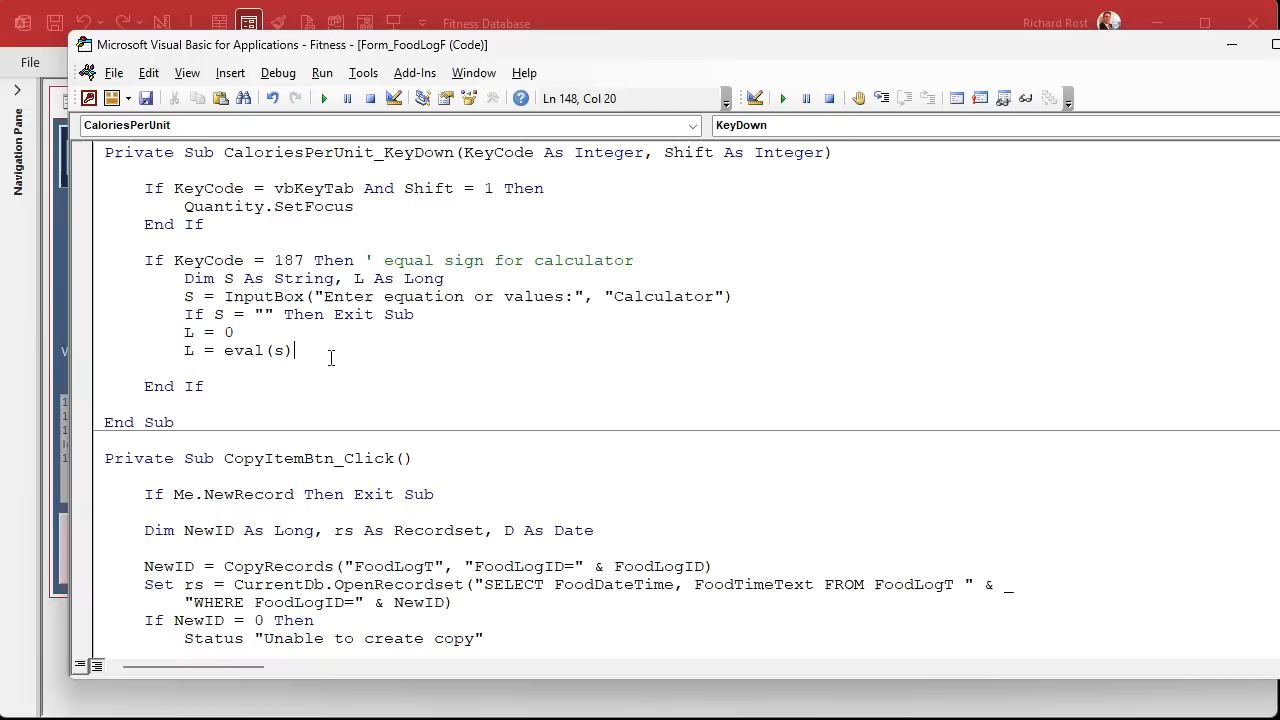 Fitness Database
Richard Rost
File
Microsoft Visual Basic for Applications - Fitness - [Form_FoodLogF (Code)]
File Edit View Insert Debug Run Tools Add-Ins Window Help
Ln 148, Col 20
CaloriesPerUnit
KeyDown
Navigation Pane
Private Sub CaloriesPerUnit_KeyDown(KeyCode As Integer, Shift As Integer)
If KeyCode = vbKeyTab And Shift = 1 Then
Quantity.SetFocus
End If
If KeyCode = 187 Then ' equal sign for calculator
Dim S As String, L As Long
S = InputBox("Enter equation or values:", "Calculator")
If S = "" Then Exit Sub
L = 0
L = eval(s)
End If
End Sub
Private Sub CopyItemBtn_Click()
If Me.NewRecord Then Exit Sub
Dim NewID As Long, rs As Recordset, D As Date
NewID = CopyRecords("FoodLogT", "FoodLogID=" & FoodLogID)
Set rs = CurrentDb.OpenRecordset("SELECT FoodDateTime, FoodTimeText FROM FoodLogT " & _
"WHERE FoodLogID=" & NewID)
If NewID = 0 Then
Status "Unable to create copy"